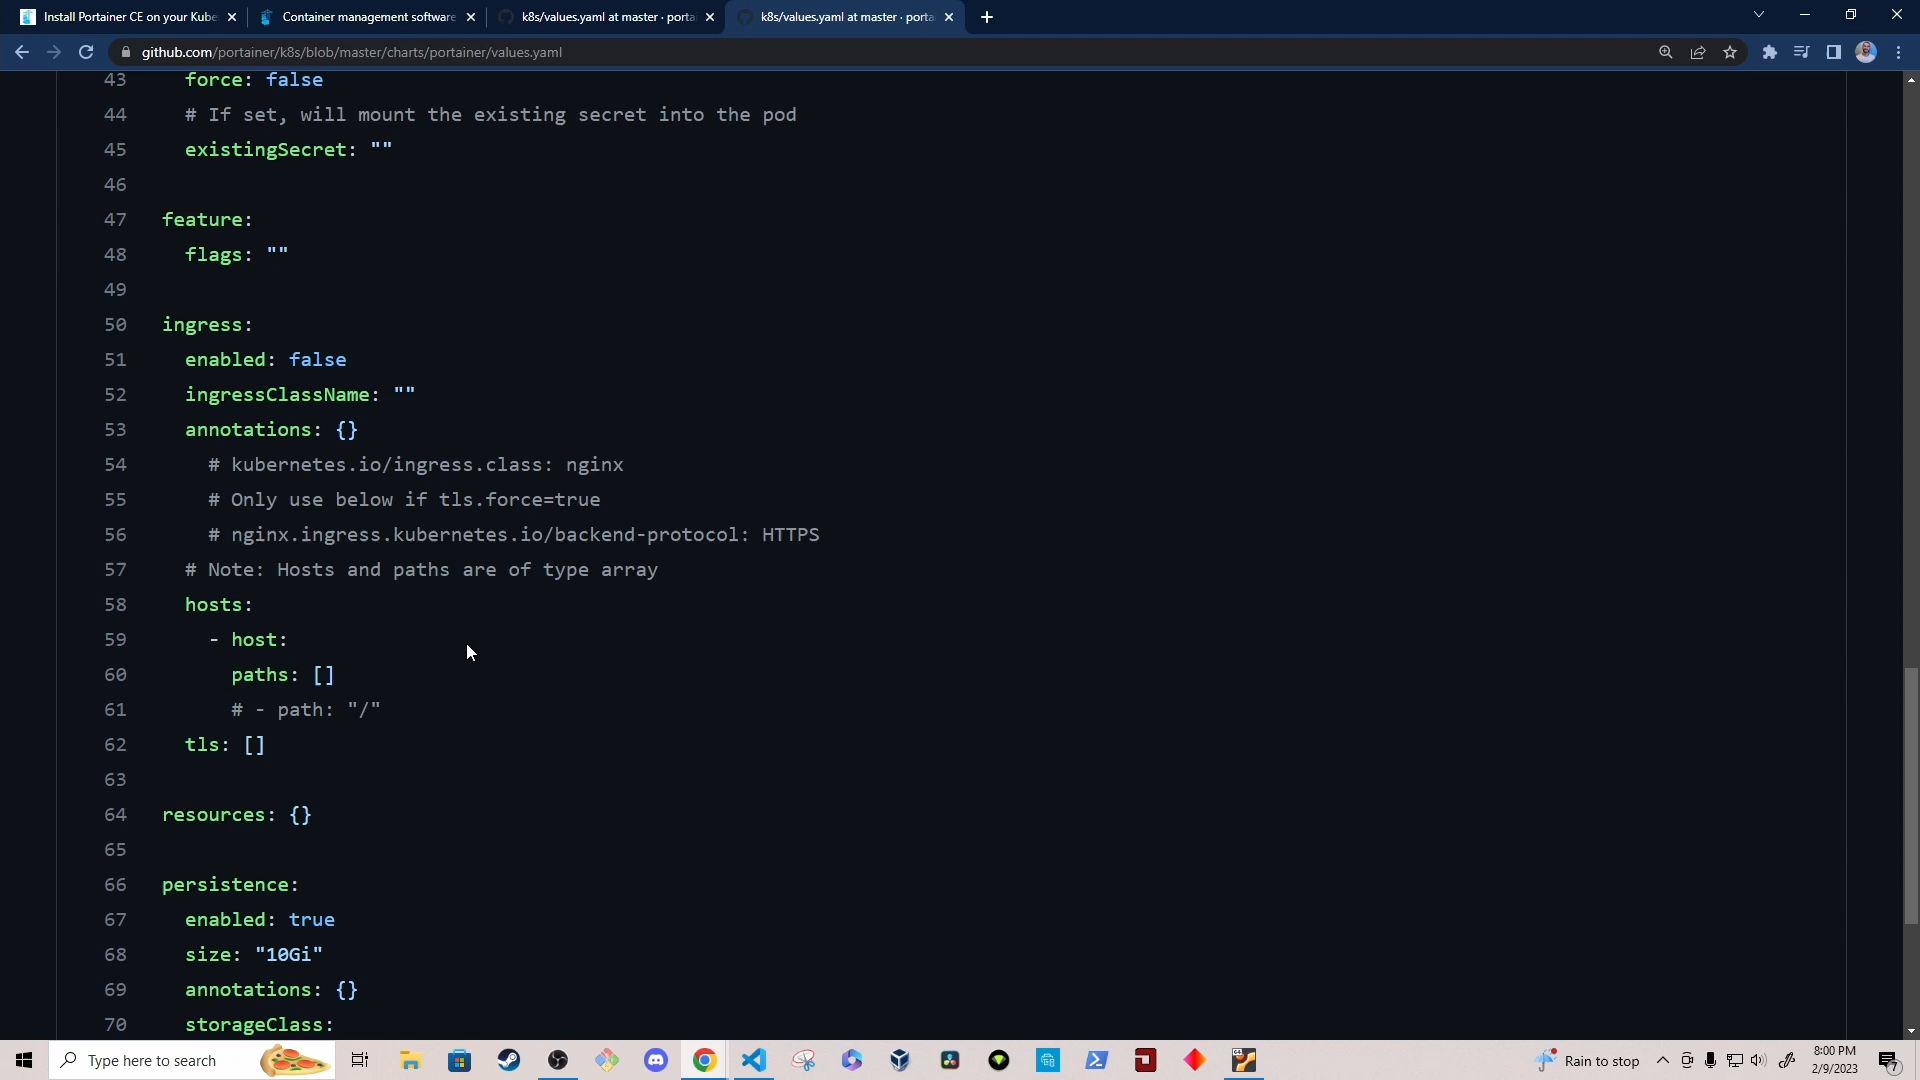 Install Portainer CE on your Kube
Container management software
k8s/values.yaml at master · porta
k8s/values.yaml at master · porta
github.com/portainer/k8s/blob/master/charts/portainer/values.yaml
43 force: false
44 # If set, will mount the existing secret into the pod
45 existingSecret: ""
46
47 feature:
48 flags: ""
49
50 ingress:
51 enabled: false
52 ingressClassName: ""
53 annotations: {}
54 # kubernetes.io/ingress.class: nginx
55 # Only use below if tls.force=true
56 # nginx.ingress.kubernetes.io/backend-protocol: HTTPS
57 # Note: Hosts and paths are of type array
58 hosts:
59 - host:
60 paths: []
61 # - path: "/"
62 tls: []
63
64 resources: {}
65
66 persistence:
67 enabled: true
68 size: "10Gi"
69 annotations: {}
70 storageClass:
Type here to search
Rain to stop
8:00 PM
2/9/2023
7